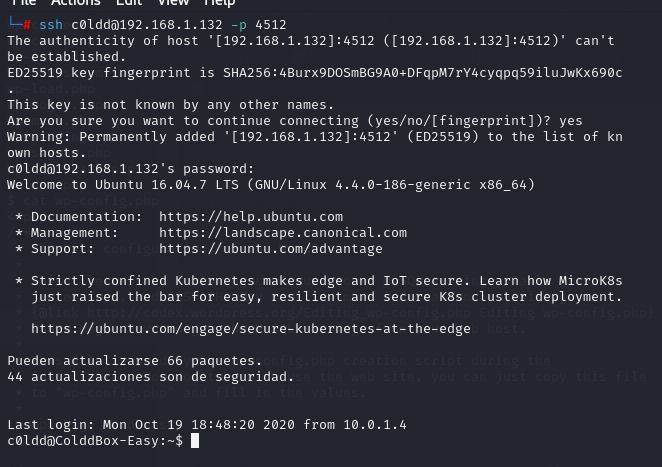 File Actions Edit View Help
└─# ssh c0ldd@192.168.1.132 -p 4512
The authenticity of host '[192.168.1.132]:4512 ([192.168.1.132]:4512)' can't
be established.
ED25519 key fingerprint is SHA256:4Burx9DOSmBG9A0+DFqpM7rY4cyqpq59iluJwKx690c
.
This key is not known by any other names.
Are you sure you want to continue connecting (yes/no/[fingerprint])? yes
Warning: Permanently added '[192.168.1.132]:4512' (ED25519) to the list of kn
own hosts.
c0ldd@192.168.1.132's password:
Welcome to Ubuntu 16.04.7 LTS (GNU/Linux 4.4.0-186-generic x86_64)
* Documentation:  https://help.ubuntu.com
* Management:     https://landscape.canonical.com
* Support:        https://ubuntu.com/advantage
* Strictly confined Kubernetes makes edge and IoT secure. Learn how MicroK8s
just raised the bar for easy, resilient and secure K8s cluster deployment.
https://ubuntu.com/engage/secure-kubernetes-at-the-edge
Pueden actualizarse 66 paquetes.
44 actualizaciones son de seguridad.
Last login: Mon Oct 19 18:48:20 2020 from 10.0.1.4
c0ldd@ColddBox-Easy:~$